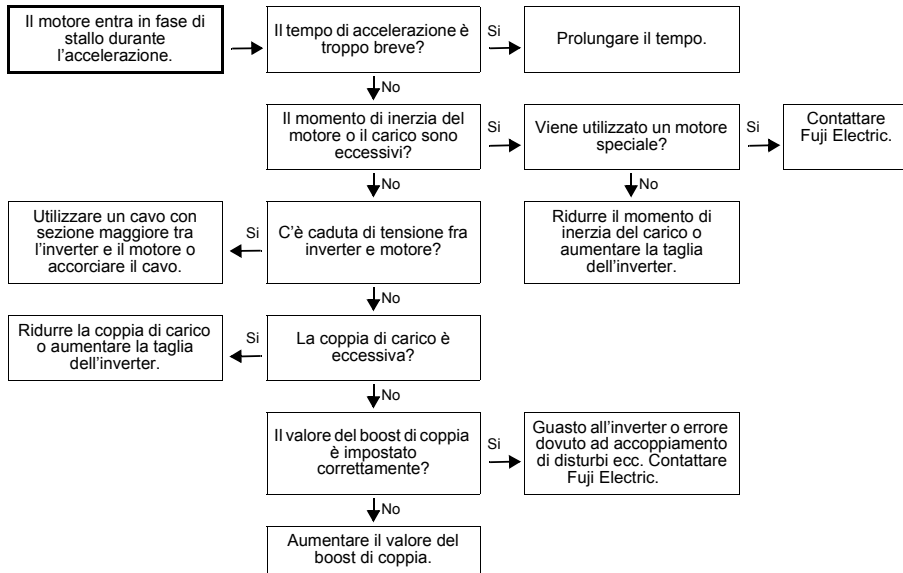 Il motore entra in fase di
stallo durante
l'accelerazione.
Il tempo di accelerazione è
troppo breve?
Si
Prolungare il tempo.
No
Il momento di inerzia del
motore o il carico sono
eccessivi?
Si
Viene utilizzato un motore
speciale?
Si
Contattare
Fuji Electric.
No
No
Utilizzare un cavo con
sezione maggiore tra
l'inverter e il motore o
accorciare il cavo.
Si
C'è caduta di tensione fra
inverter e motore?
Ridurre il momento di
inerzia del carico o
aumentare la taglia
dell'inverter.
No
Ridurre la coppia di carico
o aumentare la taglia
dell'inverter.
Si
La coppia di carico è
eccessiva?
No
Il valore del boost di coppia
è impostato
correttamente?
Si
Guasto all'inverter o errore
dovuto ad accoppiamento
di disturbi ecc. Contattare
Fuji Electric.
No
Aumentare il valore del
boost di coppia.